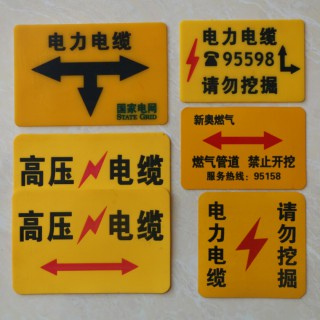 电力电缆
国家电网
STATE GRID
电力电缆
☎95598
请勿挖掘
高压⚡电缆
高压⚡电缆
新奥燃气
燃气管道 禁止开挖
服务热线：95158
电力电缆
请勿挖掘